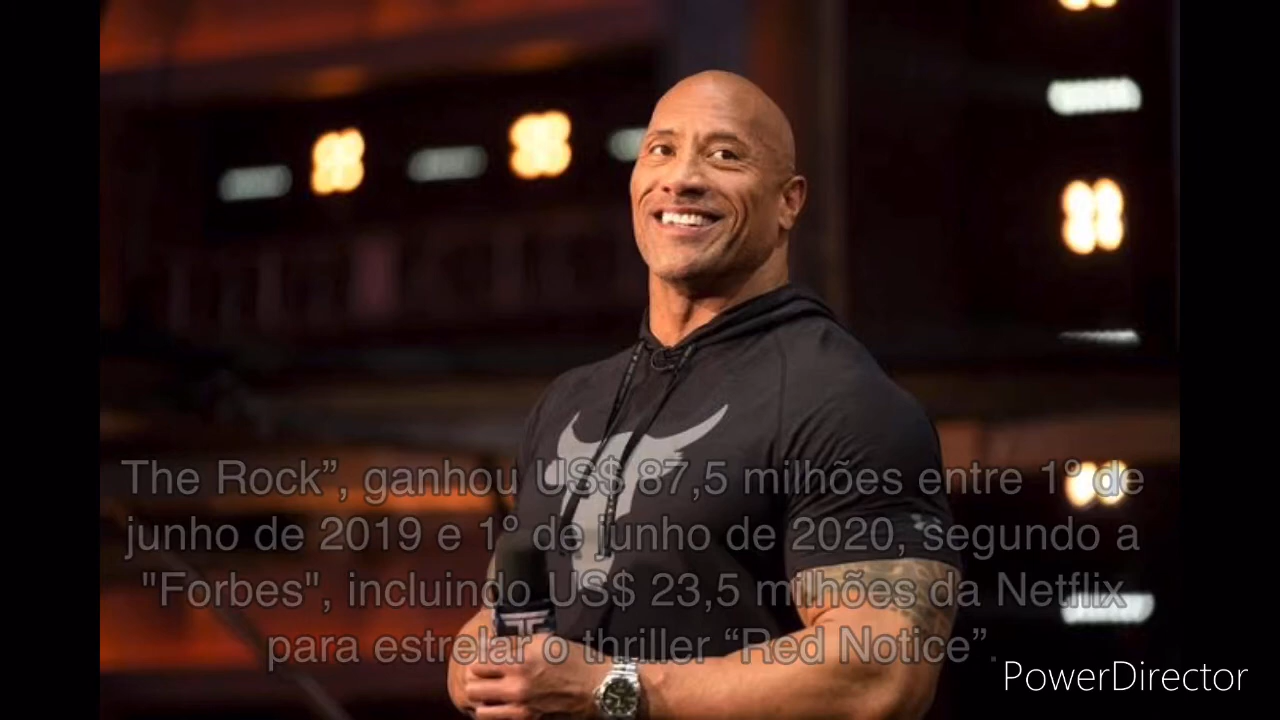 The Rock”, ganhou US$ 87,5 milhões entre 1º de
junho de 2019 e 1º de junho de 2020, segundo a
"Forbes", incluindo US$ 23,5 milhões da Netflix
para estrelar o thriller “Red Notice”.
PowerDirector